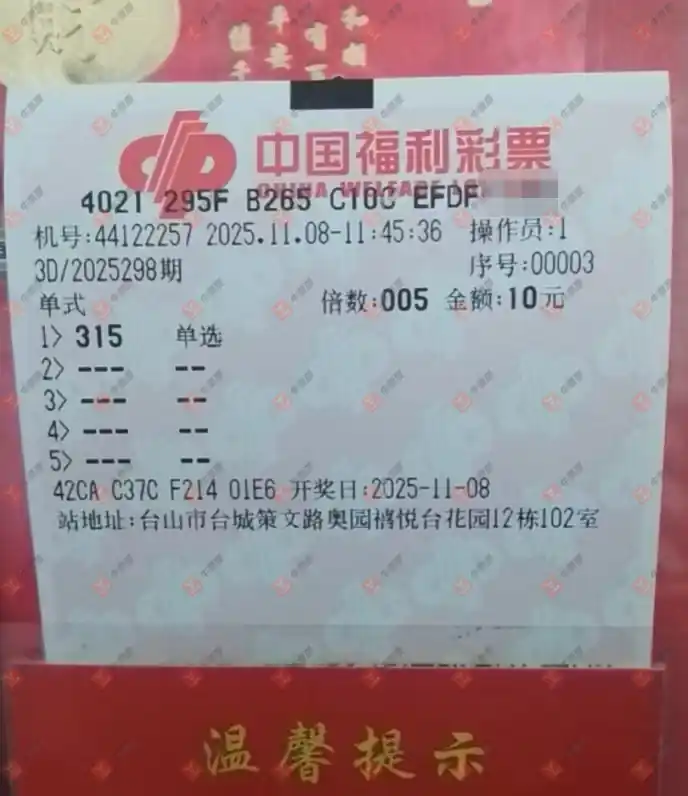 中国福利彩票
4021 295F B265 C10C EFDF
机号:44122257 2025.11.08-11:45:36 操作员:1
3D/2025298期 序号:00003
单式 倍数:005 金额:10元
1> 315 单选
2> --- --
3> --- --
4> --- --
5> --- --
42CA C37C F214 01E6 开奖日:2025-11-08
站地址:台山市台城策文路奥园禧悦台花园12栋102室
温馨提示